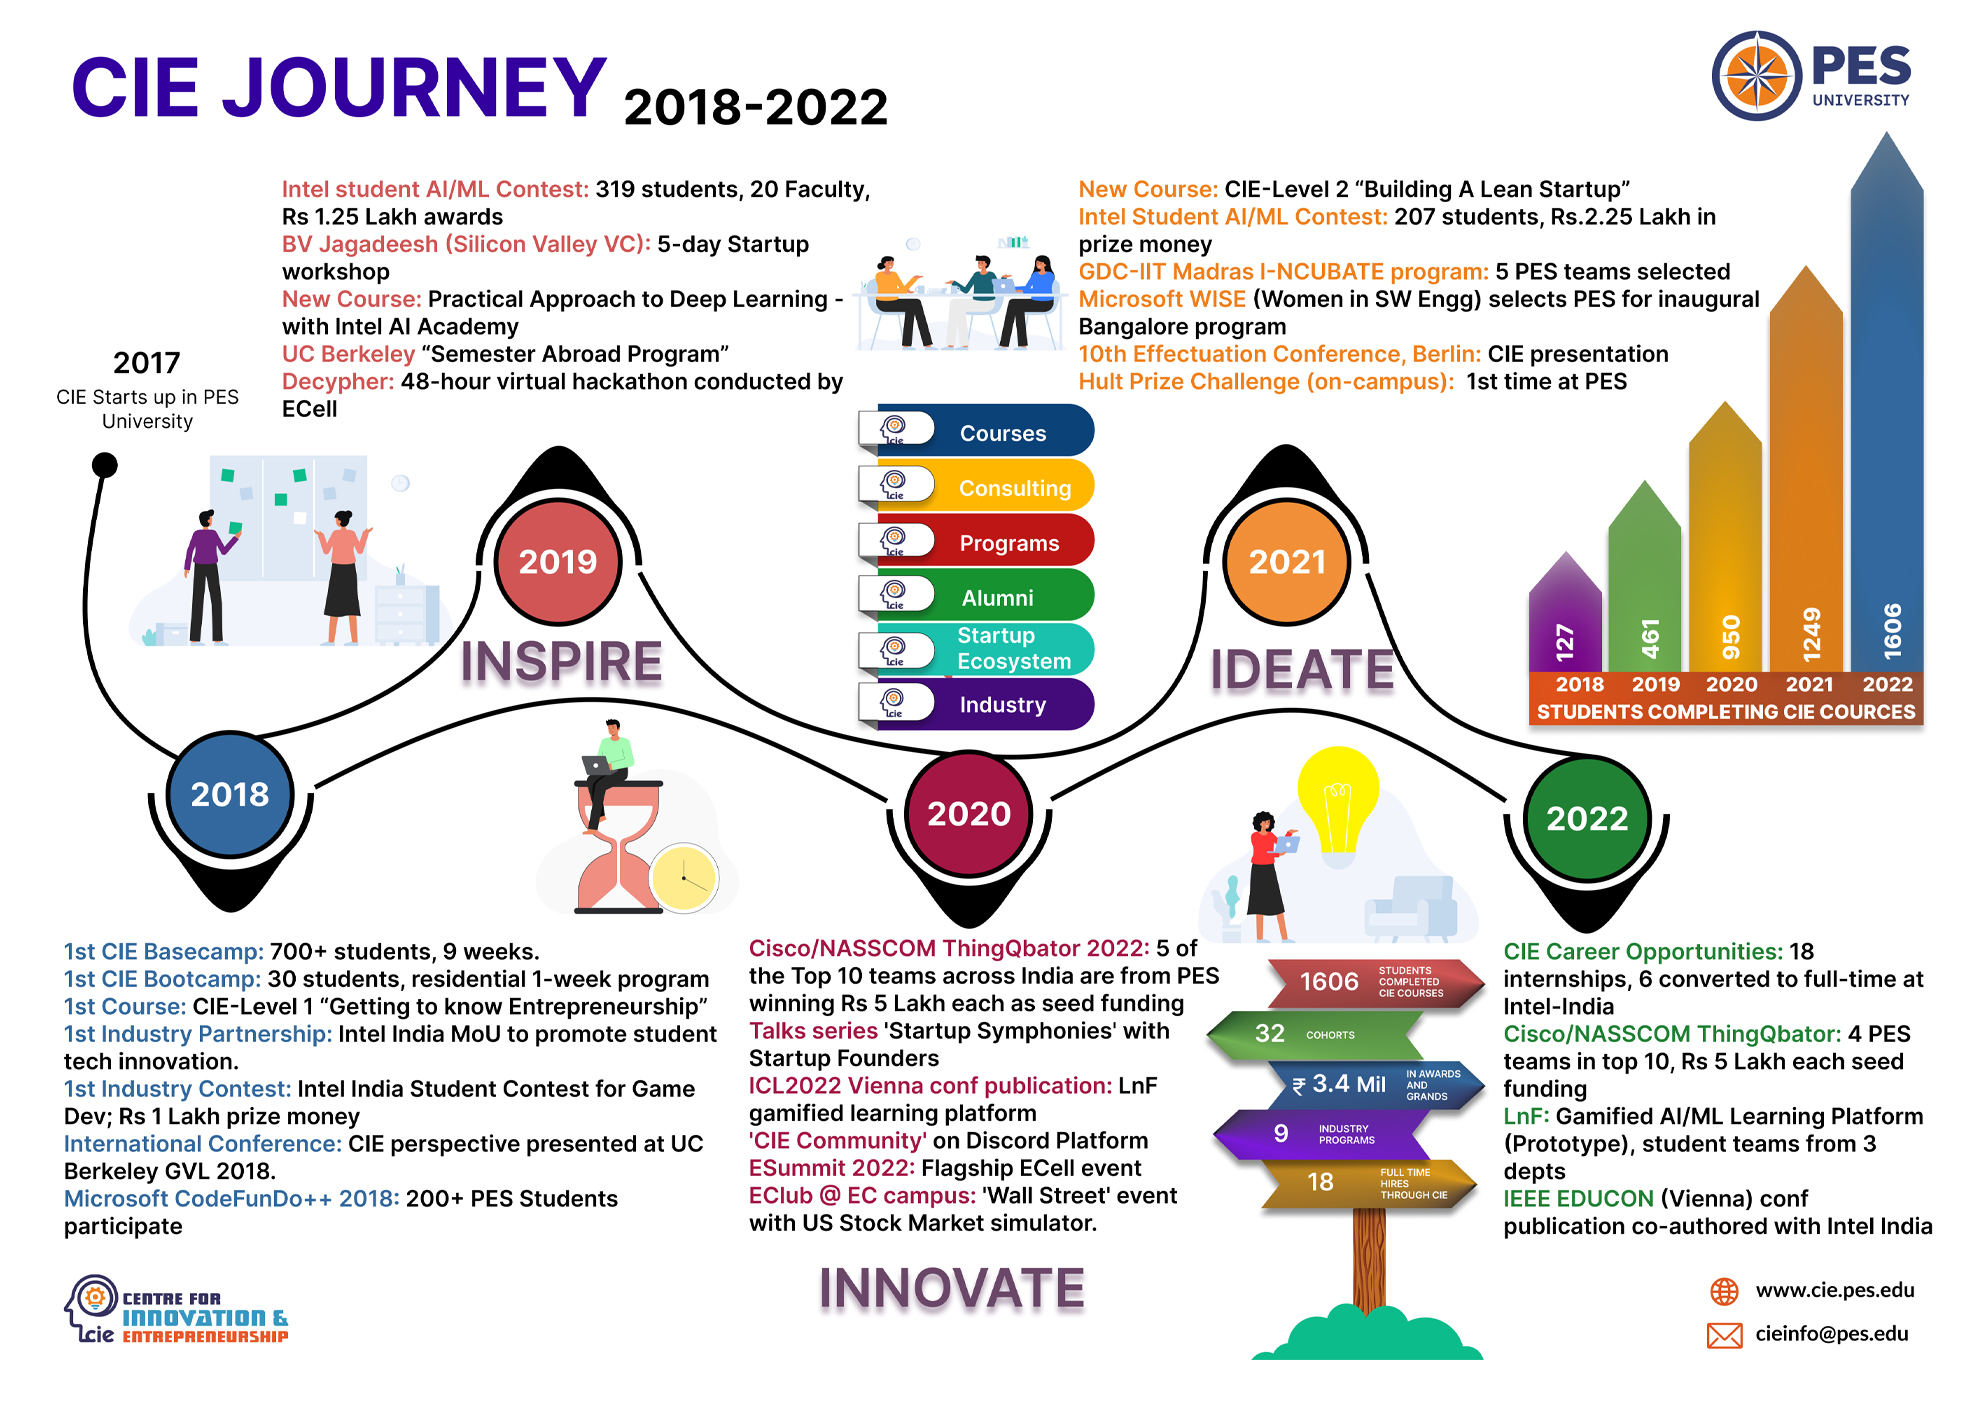 CIE JOURNEY 2018-2022
PES
UNIVERSITY
Intel student AI/ML Contest: 319 students, 20 Faculty,
Rs 1.25 Lakh awards
BV Jagadeesh (Silicon Valley VC): 5-day Startup
workshop
New Course: Practical Approach to Deep Learning -
with Intel AI Academy
UC Berkeley “Semester Abroad Program”
Decypher: 48-hour virtual hackathon conducted by
ECell
New Course: CIE-Level 2 “Building A Lean Startup”
Intel Student AI/ML Contest: 207 students, Rs.2.25 Lakh in
prize money
GDC-IIT Madras I-NCUBATE program: 5 PES teams selected
Microsoft WISE (Women in SW Engg) selects PES for inaugural
Bangalore program
10th Effectuation Conference, Berlin: CIE presentation
Hult Prize Challenge (on-campus): 1st time at PES
2017
CIE Starts up in PES
University
2019
INSPIRE
cie
Courses
cie
Consulting
cie
Programs
cie
Alumni
cie
Startup
Ecosystem
cie
Industry
2021
IDEATE
127
461
950
1249
1606
2018 2019 2020 2021 2022
STUDENTS COMPLETING CIE COURCES
2018
2020
2022
1st CIE Basecamp: 700+ students, 9 weeks.
1st CIE Bootcamp: 30 students, residential 1-week program
1st Course: CIE-Level 1 “Getting to know Entrepreneurship”
1st Industry Partnership: Intel India MoU to promote student
tech innovation.
1st Industry Contest: Intel India Student Contest for Game
Dev; Rs 1 Lakh prize money
International Conference: CIE perspective presented at UC
Berkeley GVL 2018.
Microsoft CodeFunDo++ 2018: 200+ PES Students
participate
Cisco/NASSCOM ThingQbator 2022: 5 of
the Top 10 teams across India are from PES
winning Rs 5 Lakh each as seed funding
Talks series 'Startup Symphonies' with
Startup Founders
ICL2022 Vienna conf publication: LnF
gamified learning platform
'CIE Community' on Discord Platform
ESummit 2022: Flagship ECell event
EClub @ EC campus: 'Wall Street' event
with US Stock Market simulator.
INNOVATE
1606 STUDENTS
COMPLETED
CIE COURSES
32 COHORTS
₹ 3.4 Mil IN AWARDS
AND
GRANDS
9 INDUSTRY
PROGRAMS
18 FULL TIME
HIRES
THROUGH CIE
CIE Career Opportunities: 18
internships, 6 converted to full-time at
Intel-India
Cisco/NASSCOM ThingQbator: 4 PES
teams in top 10, Rs 5 Lakh each seed
funding
LnF: Gamified AI/ML Learning Platform
(Prototype), student teams from 3
depts
IEEE EDUCON (Vienna) conf
publication co-authored with Intel India
cie
CENTRE FOR
INNOVATION &
ENTREPRENEURSHIP
www.cie.pes.edu
cieinfo@pes.edu